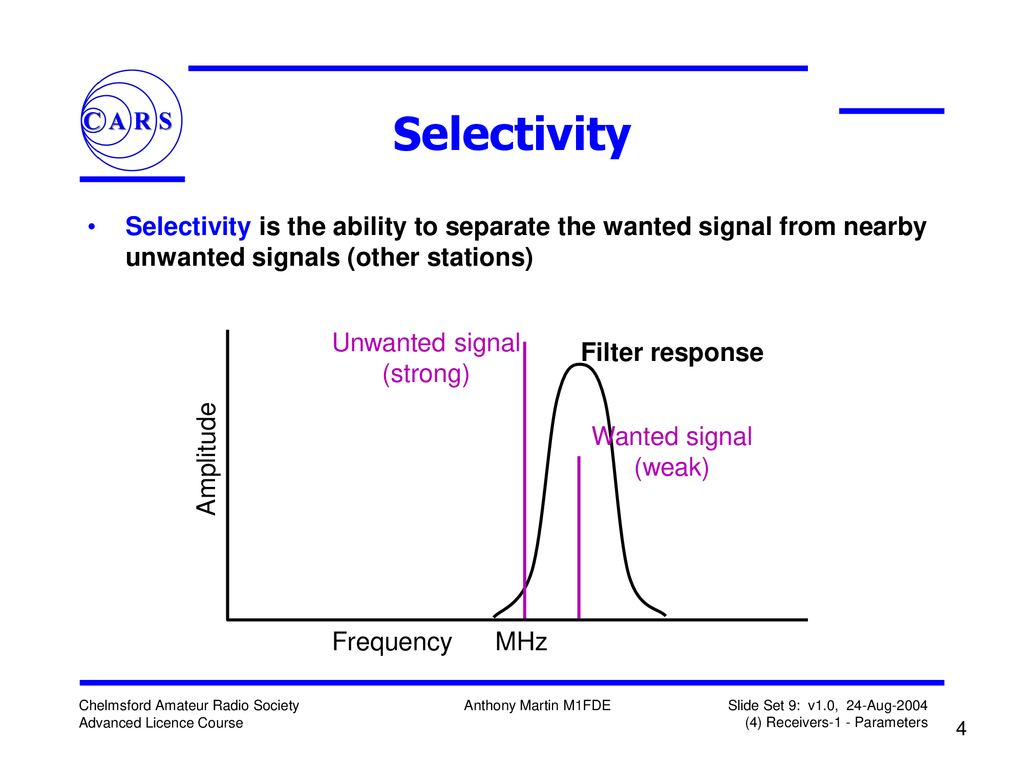 C A R S
Selectivity
• Selectivity is the ability to separate the wanted signal from nearby
unwanted signals (other stations)
Unwanted signal
(strong)
Filter response
Wanted signal
(weak)
Amplitude
Frequency MHz
Chelmsford Amateur Radio Society
Advanced Licence Course
Anthony Martin M1FDE
Slide Set 9: v1.0, 24-Aug-2004
(4) Receivers-1 - Parameters
4